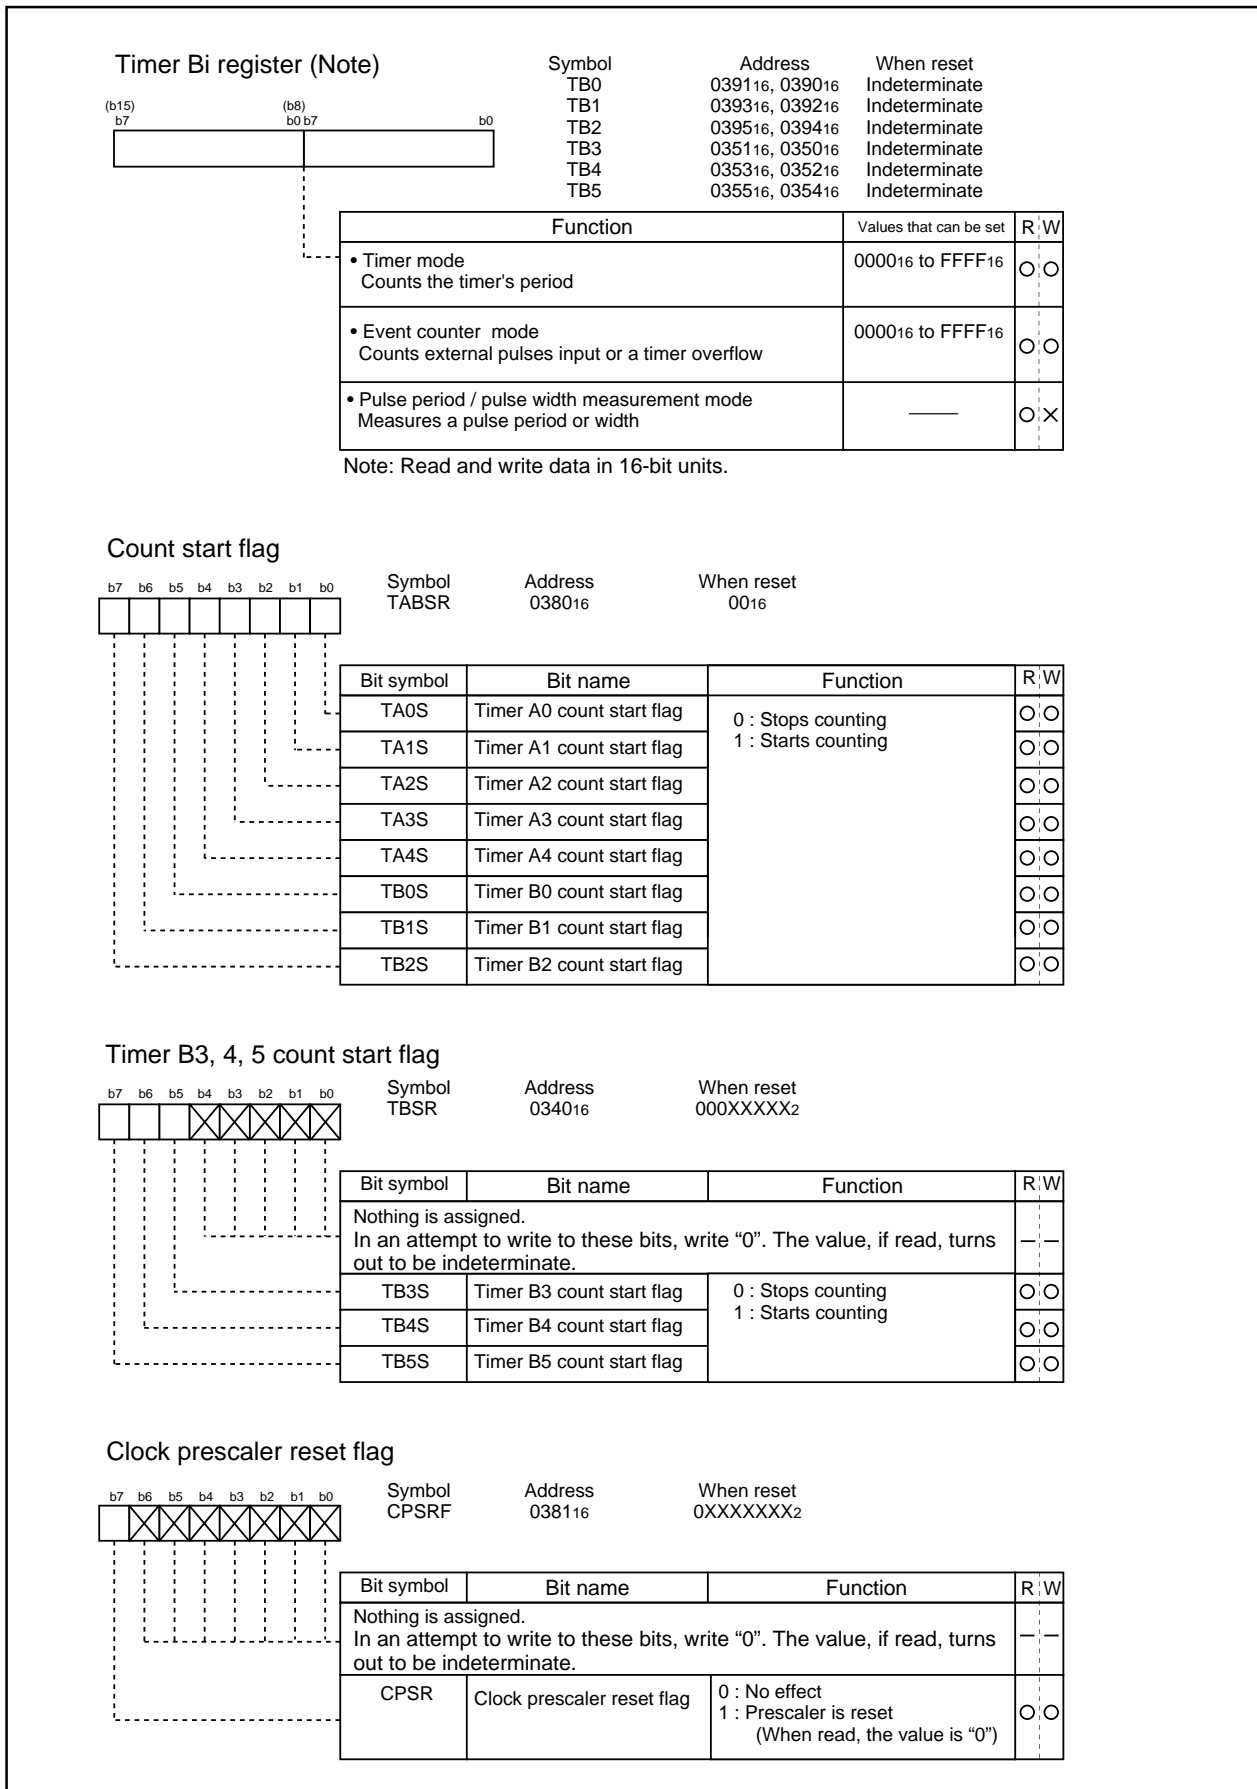 Timer Bi register (Note)
Symbol Address When reset
TB0 039116, 039016 Indeterminate
TB1 039316, 039216 Indeterminate
TB2 039516, 039416 Indeterminate
TB3 035116, 035016 Indeterminate
TB4 035316, 035216 Indeterminate
TB5 035516, 035416 Indeterminate
(b15) (b8)
b7 b0 b7 b0
Function Values that can be set R W
• Timer mode 000016 to FFFF16
Counts the timer's period
• Event counter mode 000016 to FFFF16
Counts external pulses input or a timer overflow
• Pulse period / pulse width measurement mode
Measures a pulse period or width
Note: Read and write data in 16-bit units.
Count start flag
b7 b6 b5 b4 b3 b2 b1 b0
Symbol Address When reset
TABSR 038016 0016
Bit symbol Bit name Function R W
TA0S Timer A0 count start flag 0 : Stops counting
1 : Starts counting
TA1S Timer A1 count start flag
TA2S Timer A2 count start flag
TA3S Timer A3 count start flag
TA4S Timer A4 count start flag
TB0S Timer B0 count start flag
TB1S Timer B1 count start flag
TB2S Timer B2 count start flag
Timer B3, 4, 5 count start flag
b7 b6 b5 b4 b3 b2 b1 b0
Symbol Address When reset
TBSR 034016 000XXXXX2
Bit symbol Bit name Function R W
Nothing is assigned.
In an attempt to write to these bits, write “0”. The value, if read, turns
out to be indeterminate.
TB3S Timer B3 count start flag 0 : Stops counting
1 : Starts counting
TB4S Timer B4 count start flag
TB5S Timer B5 count start flag
Clock prescaler reset flag
b7 b6 b5 b4 b3 b2 b1 b0
Symbol Address When reset
CPSRF 038116 0XXXXXXX2
Bit symbol Bit name Function R W
Nothing is assigned.
In an attempt to write to these bits, write “0”. The value, if read, turns
out to be indeterminate.
CPSR Clock prescaler reset flag 0 : No effect
1 : Prescaler is reset
(When read, the value is “0”)